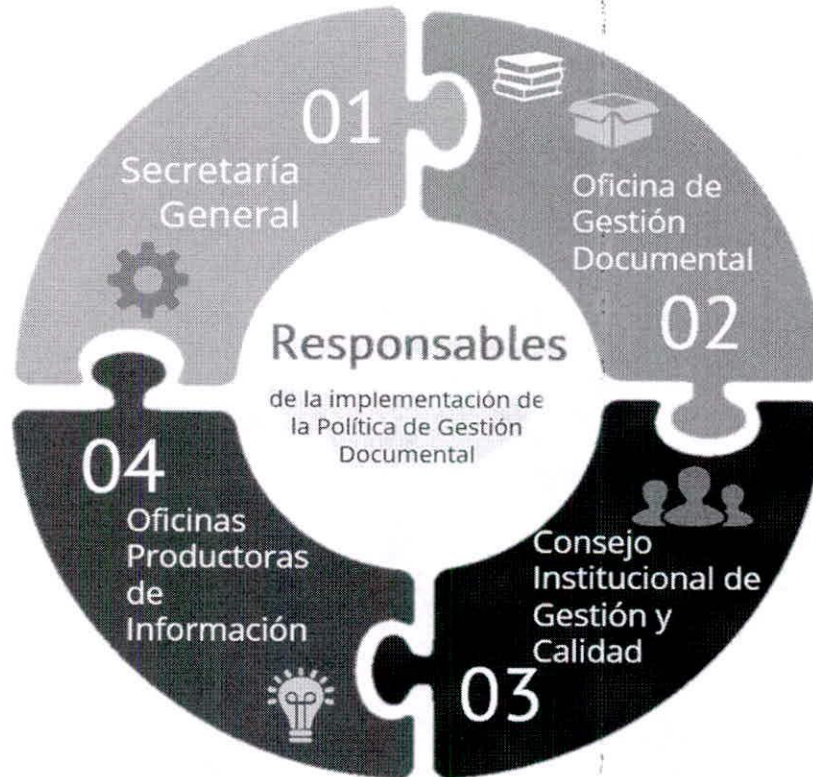 01
Secretaría
General
Oficina de
Gestión
Documental
02
Responsables
de la implementación de
la Política de Gestión
Documental
04
Oficinas
Productoras
de
Información
Consejo
Institucional de
Gestión y
Calidad
03